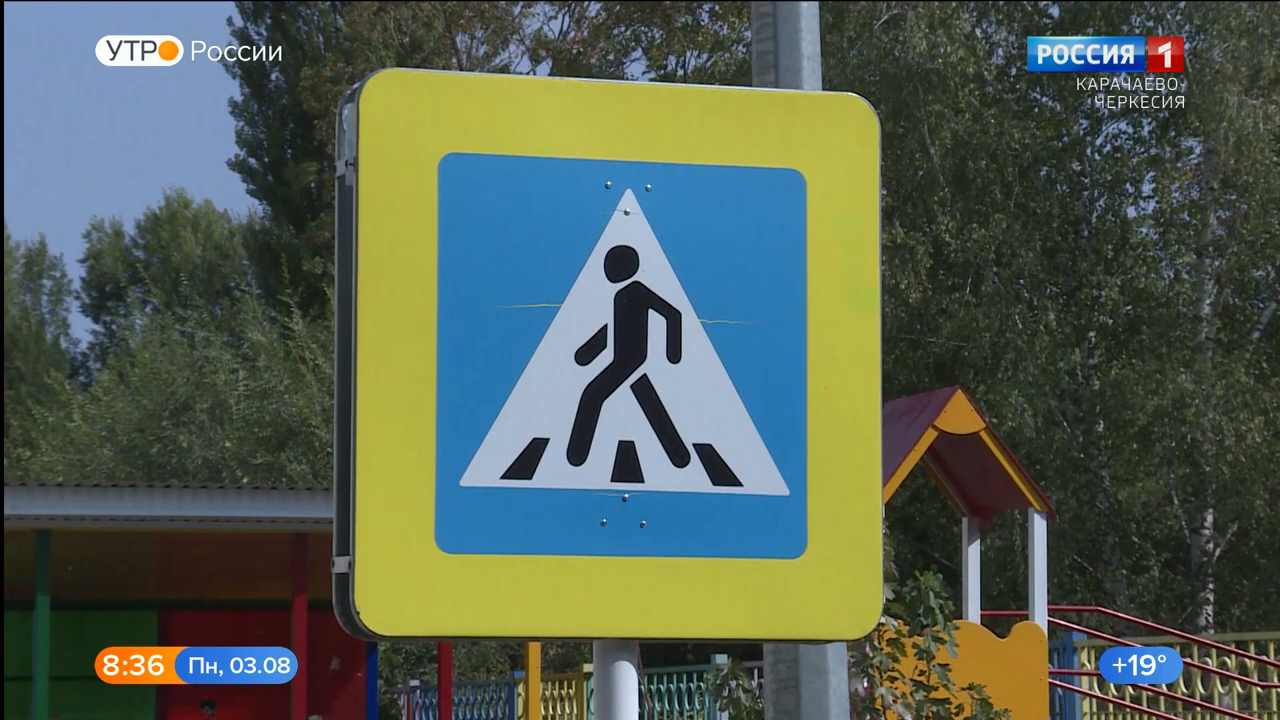 УТРО России
РОССИЯ 1
КАРАЧАЕВО-
ЧЕРКЕСИЯ
8:36 Пн, 03.08
+19°